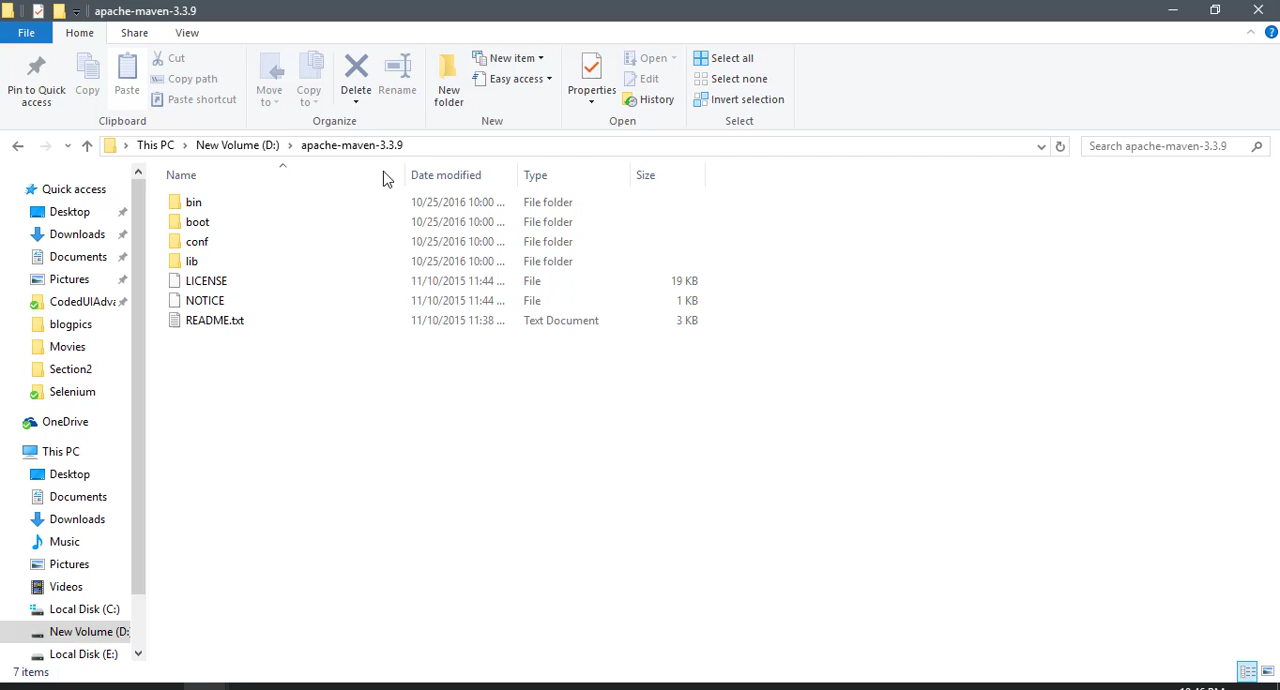 apache-maven-3.3.9
File Home Share View
Pin to Quick access
Copy
Paste
Cut
Copy path
Paste shortcut
Clipboard
Move to
Copy to
Delete
Rename
Organize
New folder
New item
Easy access
New
Properties
Open
Edit
History
Open
Select all
Select none
Invert selection
Select
This PC New Volume (D:) apache-maven-3.3.9
Search apache-maven-3.3.9
Name Date modified Type Size
bin 10/25/2016 10:00 ... File folder
boot 10/25/2016 10:00 ... File folder
conf 10/25/2016 10:00 ... File folder
lib 10/25/2016 10:00 ... File folder
LICENSE 11/10/2015 11:44 ... File 19 KB
NOTICE 11/10/2015 11:44 ... File 1 KB
README.txt 11/10/2015 11:38 ... Text Document 3 KB
Quick access
Desktop
Downloads
Documents
Pictures
CodedUIAdva
blogpics
Movies
Section2
Selenium
OneDrive
This PC
Desktop
Documents
Downloads
Music
Pictures
Videos
Local Disk (C:)
New Volume (D:
Local Disk (E:)
7 items